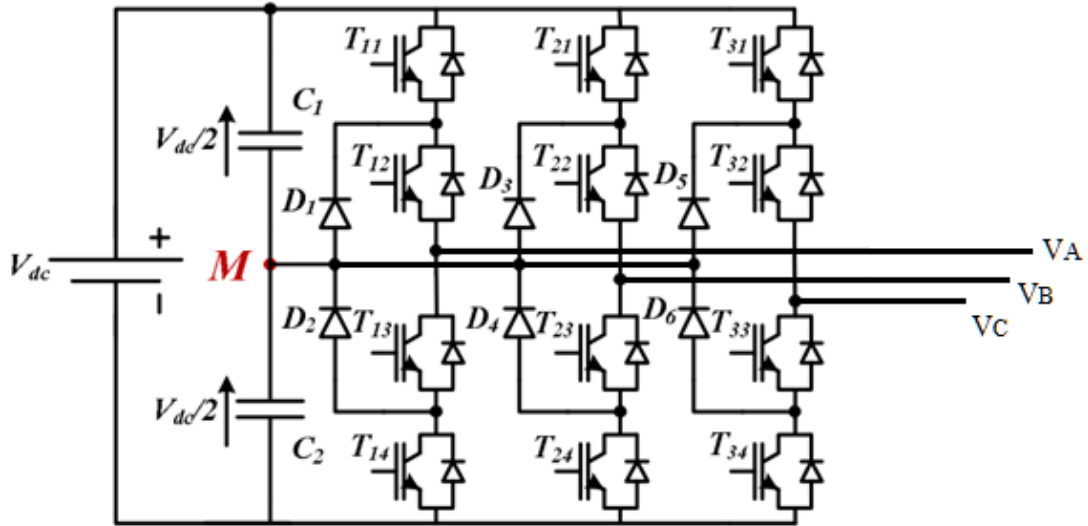 T11
T21
T31
C1
Vdc/2
T12
T22
T32
D1
D3
D5
+
Vdc
M
VA
–
VB
VC
D2
T13
D4
T23
D6
T33
Vdc/2
C2
T14
T24
T34